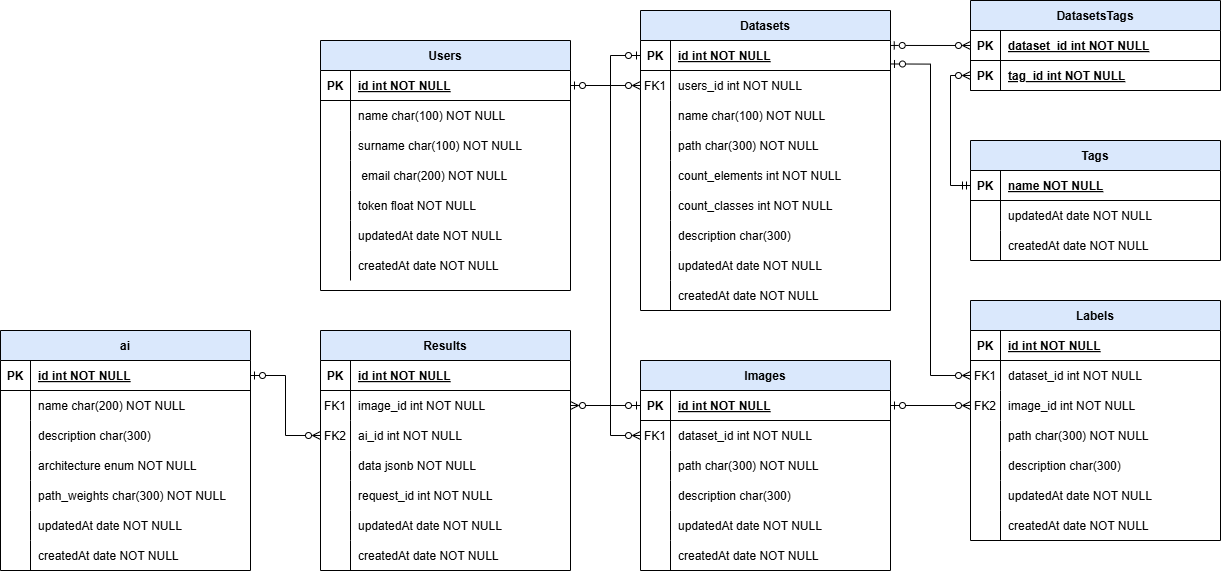 Users
PK id int NOT NULL
name char(100) NOT NULL
surname char(100) NOT NULL
email char(200) NOT NULL
token float NOT NULL
updatedAt date NOT NULL
createdAt date NOT NULL
Datasets
PK id int NOT NULL
FK1 users_id int NOT NULL
name char(100) NOT NULL
path char(300) NOT NULL
count_elements int NOT NULL
count_classes int NOT NULL
description char(300)
updatedAt date NOT NULL
createdAt date NOT NULL
DatasetsTags
PK dataset_id int NOT NULL
PK tag_id int NOT NULL
Tags
PK name NOT NULL
updatedAt date NOT NULL
createdAt date NOT NULL
ai
PK id int NOT NULL
name char(200) NOT NULL
description char(300)
architecture enum NOT NULL
path_weights char(300) NOT NULL
updatedAt date NOT NULL
createdAt date NOT NULL
Results
PK id int NOT NULL
FK1 image_id int NOT NULL
FK2 ai_id int NOT NULL
data jsonb NOT NULL
request_id int NOT NULL
updatedAt date NOT NULL
createdAt date NOT NULL
Images
PK id int NOT NULL
FK1 dataset_id int NOT NULL
path char(300) NOT NULL
description char(300)
updatedAt date NOT NULL
createdAt date NOT NULL
Labels
PK id int NOT NULL
FK1 dataset_id int NOT NULL
FK2 image_id int NOT NULL
path char(300) NOT NULL
description char(300)
updatedAt date NOT NULL
createdAt date NOT NULL